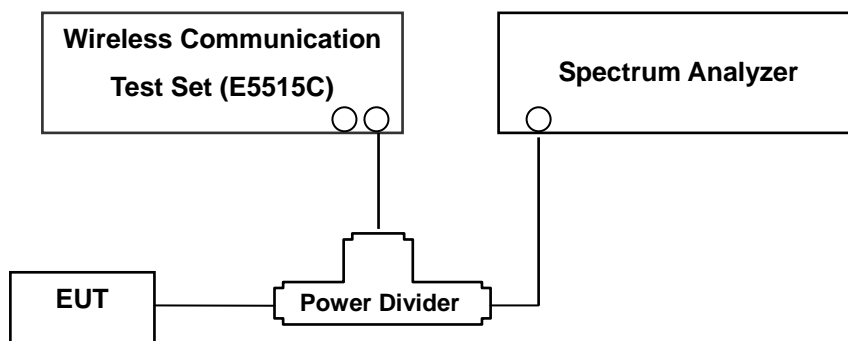 Wireless Communication
Test Set (E5515C)
Spectrum Analyzer
EUT
Power Divider